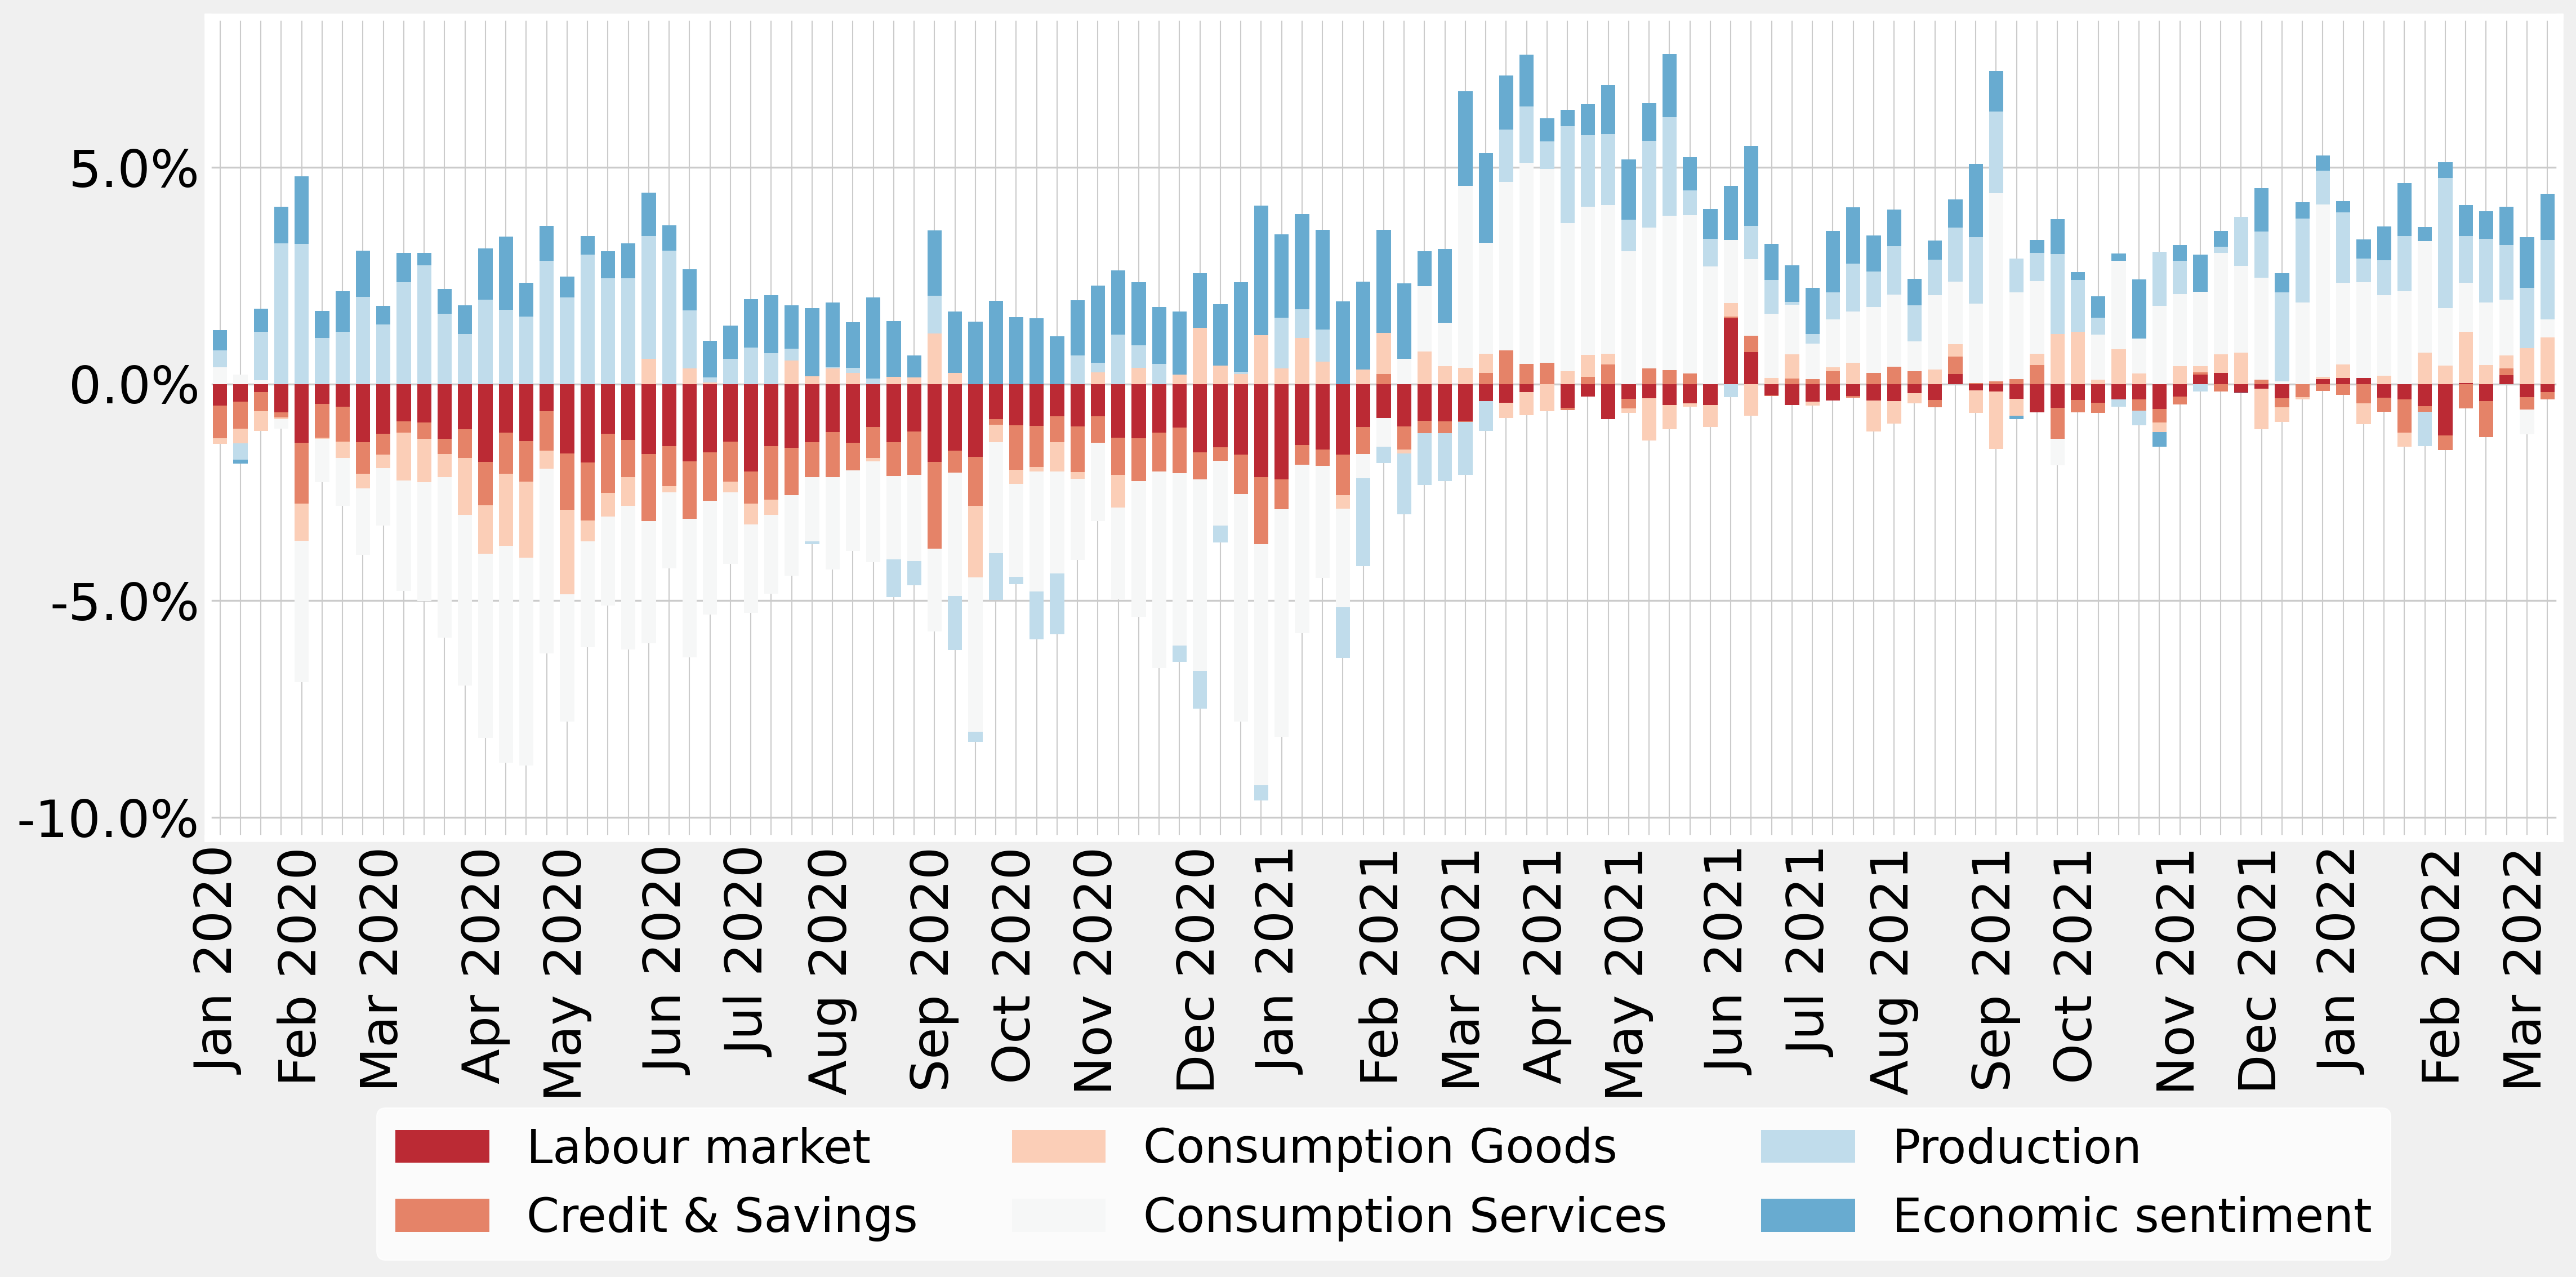 5.0%
0.0%
-5.0%
-10.0%
Jan 2020
Feb 2020
Mar 2020
Apr 2020
May 2020
Jun 2020
Jul 2020
Aug 2020
Sep 2020
Oct 2020
Nov 2020
Dec 2020
Jan 2021
Feb 2021
Mar 2021
Apr 2021
May 2021
Jun 2021
Jul 2021
Aug 2021
Sep 2021
Oct 2021
Nov 2021
Dec 2021
Jan 2022
Feb 2022
Mar 2022
Labour market
Credit & Savings
Consumption Goods
Consumption Services
Production
Economic sentiment